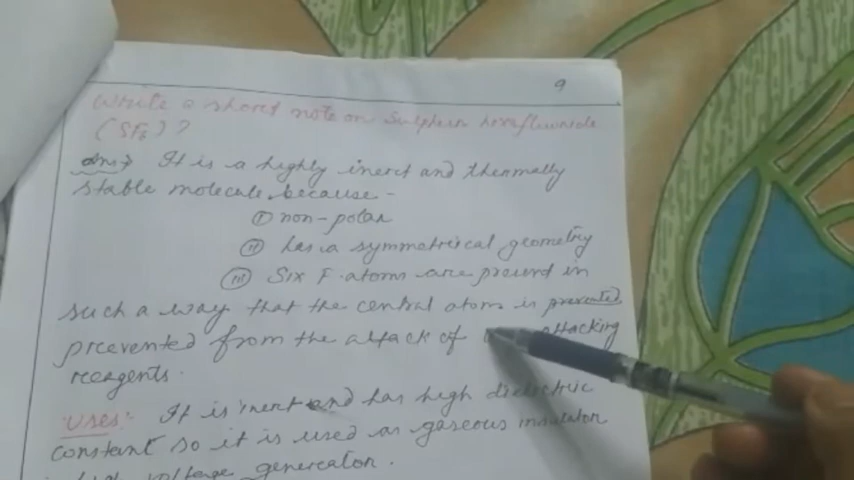 9
Write a short note on Sulphur hexafluoride
(SF6)?
Ans→ It is a highly inert and thermally
stable molecule because -
(i) non-polar
(ii) has a symmetrical geometry
(iii) Six F-atoms are present in
such a way that the central atom is prevented
prevented from the attack of attacking
reagents.
Uses:- It is inert and has high dielectric
constant so it is used as gaseous insulator
high voltage generator.